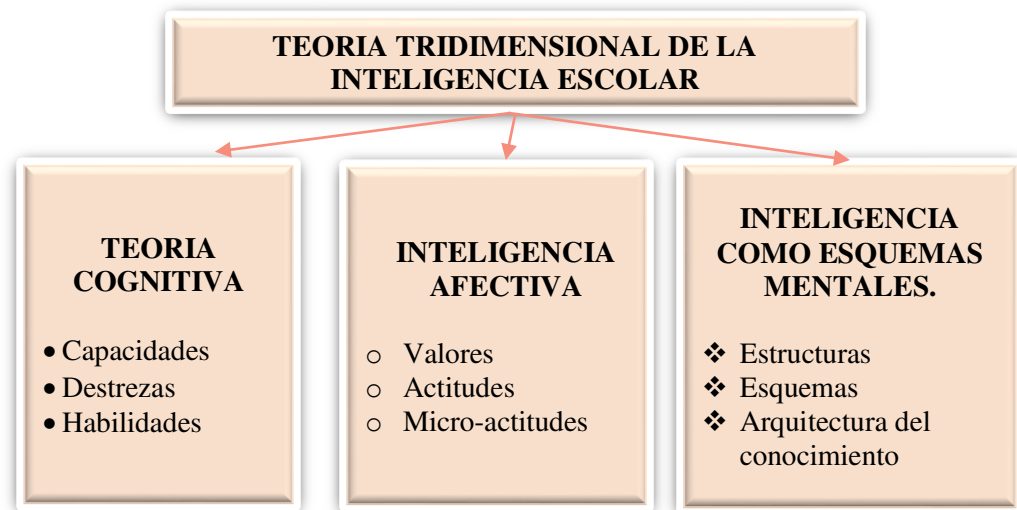 TEORIA TRIDIMENSIONAL DE LA
INTELIGENCIA ESCOLAR
TEORIA
COGNITIVA
• Capacidades
• Destrezas
• Habilidades
INTELIGENCIA
AFECTIVA
o Valores
o Actitudes
o Micro-actitudes
INTELIGENCIA
COMO ESQUEMAS
MENTALES.
❖ Estructuras
❖ Esquemas
❖ Arquitectura del
conocimiento